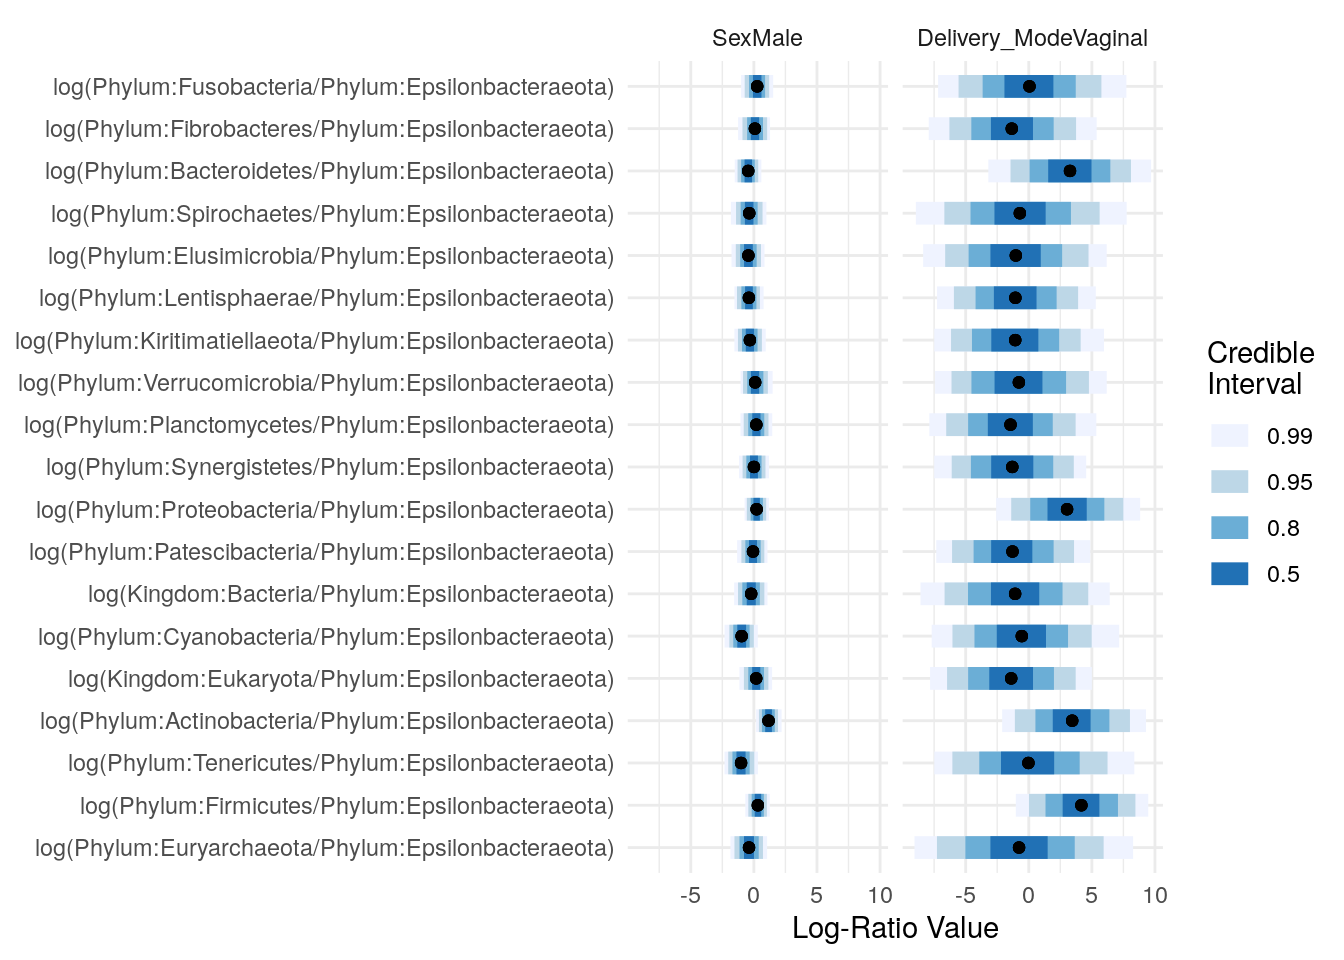 SexMale
Delivery_ModeVaginal
log(Phylum:Fusobacteria/Phylum:Epsilonbacteraeota)
log(Phylum:Fibrobacteres/Phylum:Epsilonbacteraeota)
log(Phylum:Bacteroidetes/Phylum:Epsilonbacteraeota)
log(Phylum:Spirochaetes/Phylum:Epsilonbacteraeota)
log(Phylum:Elusimicrobia/Phylum:Epsilonbacteraeota)
log(Phylum:Lentisphaerae/Phylum:Epsilonbacteraeota)
log(Phylum:Kiritimatiellaeota/Phylum:Epsilonbacteraeota)
log(Phylum:Verrucomicrobia/Phylum:Epsilonbacteraeota)
log(Phylum:Planctomycetes/Phylum:Epsilonbacteraeota)
log(Phylum:Synergistetes/Phylum:Epsilonbacteraeota)
log(Phylum:Proteobacteria/Phylum:Epsilonbacteraeota)
log(Phylum:Patescibacteria/Phylum:Epsilonbacteraeota)
log(Kingdom:Bacteria/Phylum:Epsilonbacteraeota)
log(Phylum:Cyanobacteria/Phylum:Epsilonbacteraeota)
log(Kingdom:Eukaryota/Phylum:Epsilonbacteraeota)
log(Phylum:Actinobacteria/Phylum:Epsilonbacteraeota)
log(Phylum:Tenericutes/Phylum:Epsilonbacteraeota)
log(Phylum:Firmicutes/Phylum:Epsilonbacteraeota)
log(Phylum:Euryarchaeota/Phylum:Epsilonbacteraeota)
-5 0 5 10
-5 0 5 10
Log-Ratio Value
Credible
Interval
0.99
0.95
0.8
0.5